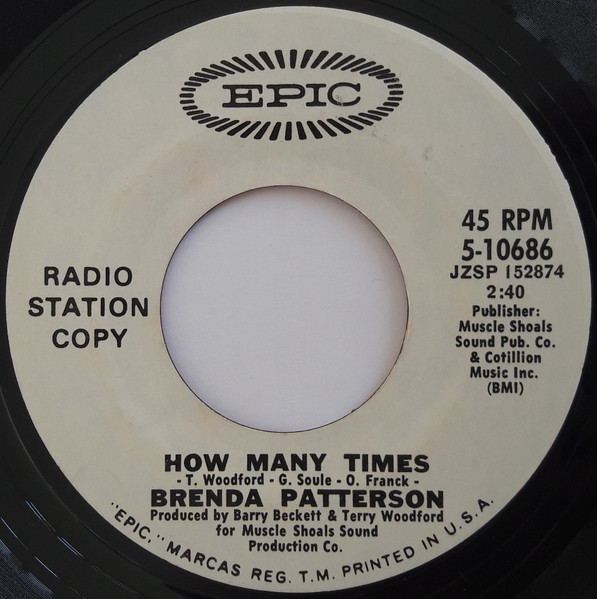 EPIC
RADIO
STATION
COPY
45 RPM
5-10686
JZSP 152874
2:40
Publisher:
Muscle Shoals
Sound Pub. Co.
& Cotillion
Music Inc.
(BMI)
HOW MANY TIMES
- T. Woodford - G. Soule - O. Franck -
BRENDA PATTERSON
Produced by Barry Beckett & Terry Woodford
for Muscle Shoals Sound
Production Co.
"EPIC," MARCAS REG. T.M. PRINTED IN U.S.A.